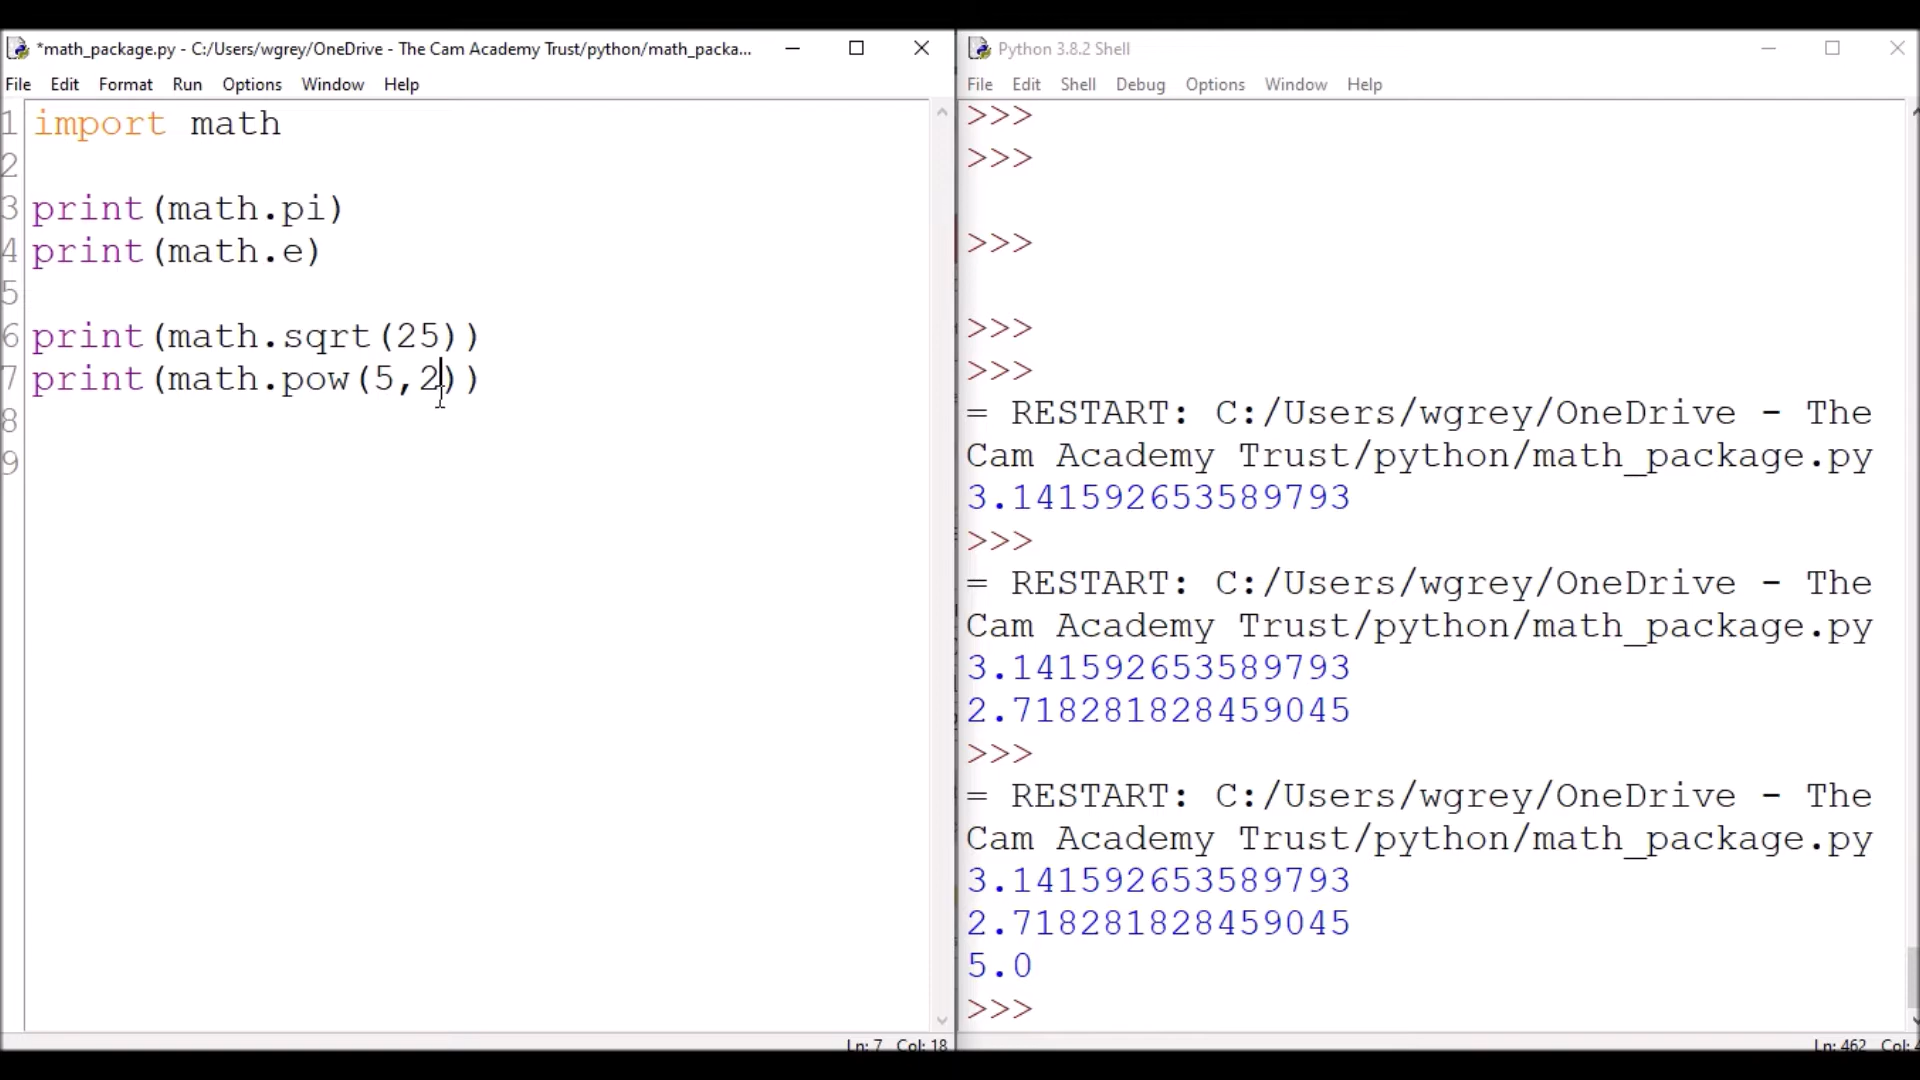 *math_package.py - C:/Users/wgrey/OneDrive - The Cam Academy Trust/python/math_packa...
File Edit Format Run Options Window Help
1 import math
2
3 print(math.pi)
4 print(math.e)
5
6 print(math.sqrt(25))
7 print(math.pow(5,2))
8
9
Ln: 7 Col: 18
Python 3.8.2 Shell
File Edit Shell Debug Options Window Help
>>>
>>>
>>>
>>>
>>>
= RESTART: C:/Users/wgrey/OneDrive - The
Cam Academy Trust/python/math_package.py
3.141592653589793
>>>
= RESTART: C:/Users/wgrey/OneDrive - The
Cam Academy Trust/python/math_package.py
3.141592653589793
2.718281828459045
>>>
= RESTART: C:/Users/wgrey/OneDrive - The
Cam Academy Trust/python/math_package.py
3.141592653589793
2.718281828459045
5.0
>>>
Ln: 462 Col: 4